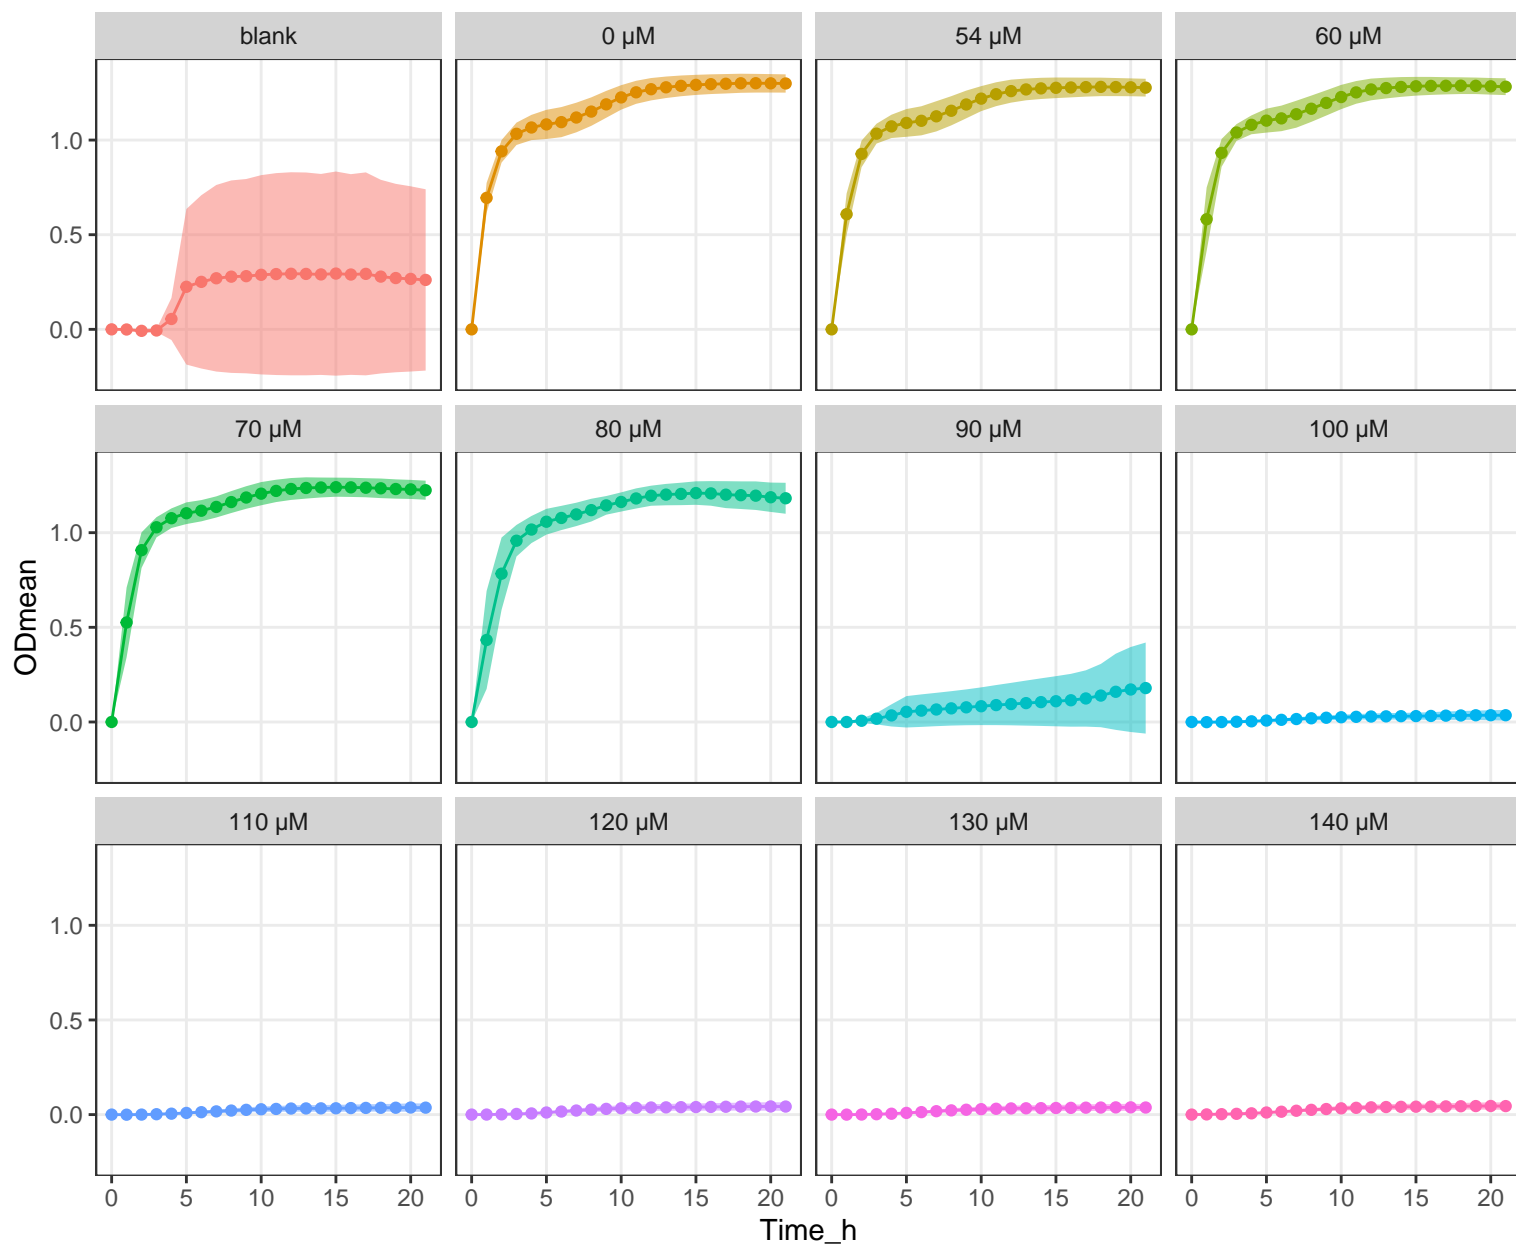 blank
0 µM
54 µM
60 µM
1.0
0.5
0.0
70 µM
80 µM
90 µM
100 µM
1.0
0.5
0.0
ODmean
110 µM
120 µM
130 µM
140 µM
1.0
0.5
0.0
0 5 10 15 20 0 5 10 15 20 0 5 10 15 20 0 5 10 15 20
Time_h